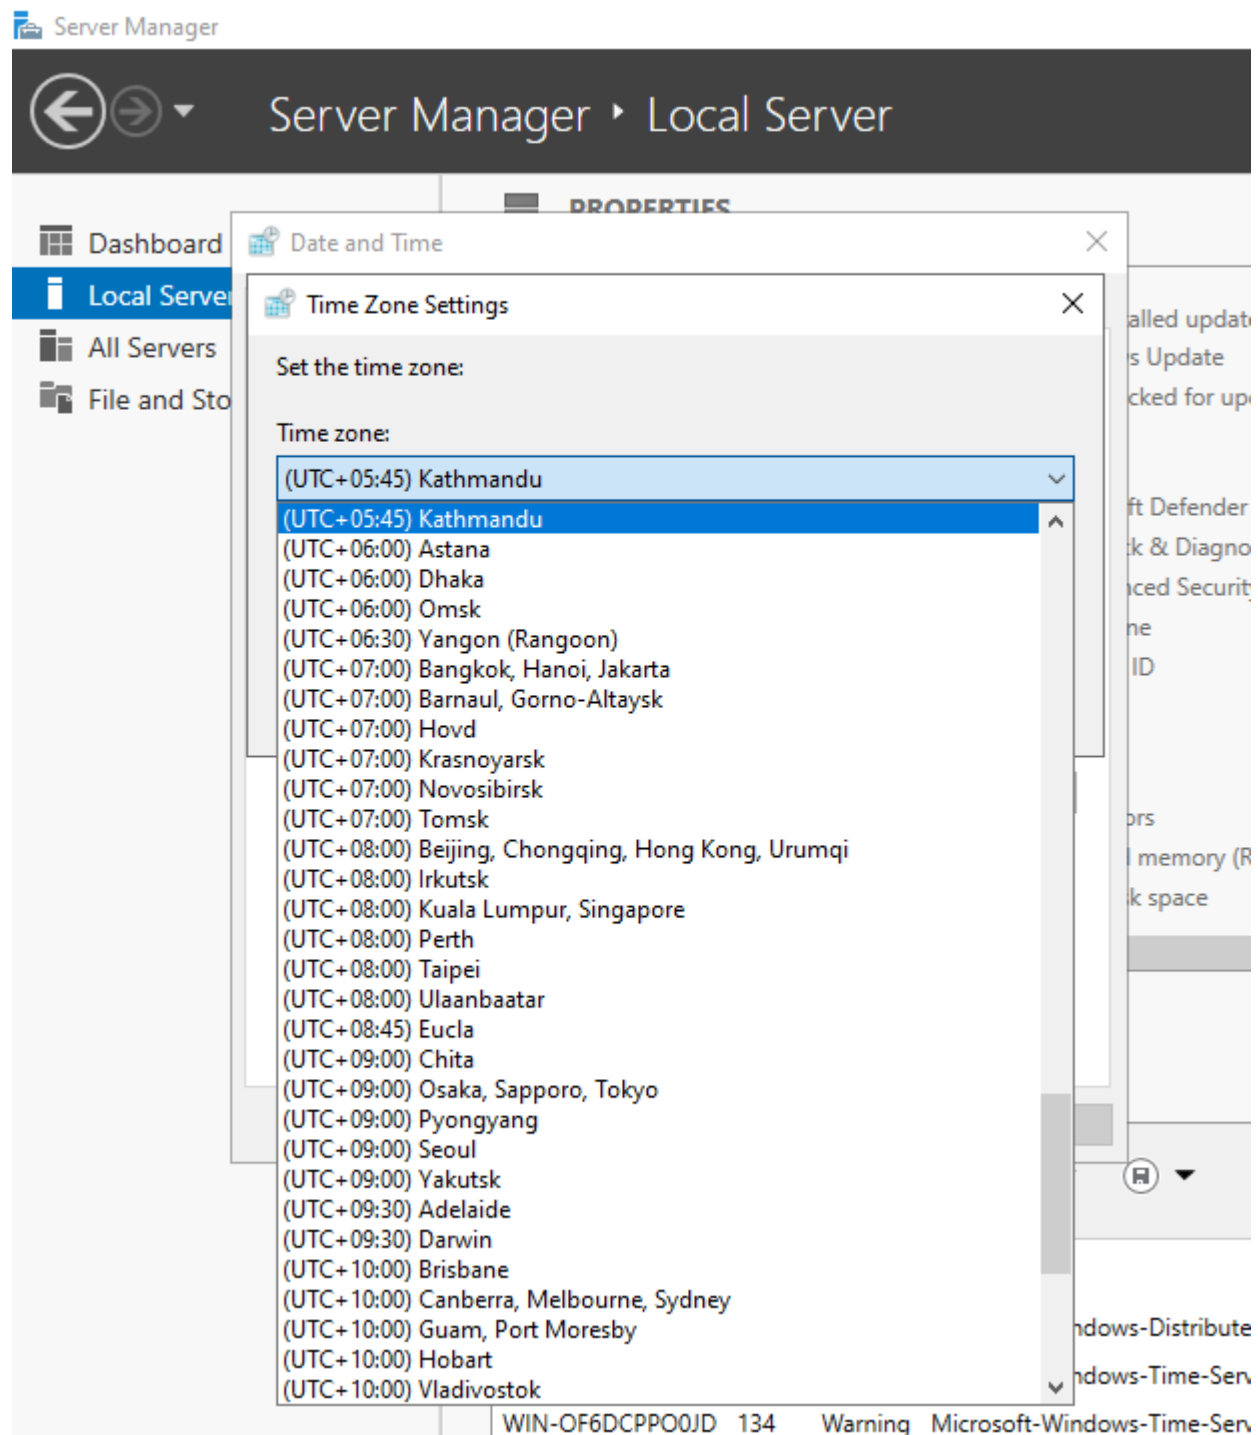 Server Manager
Server Manager ‣ Local Server
PROPERTIES
Dashboard
Local Server
All Servers
File and Sto
Date and Time
Time Zone Settings
Set the time zone:
Time zone:
(UTC+05:45) Kathmandu
(UTC+05:45) Kathmandu
(UTC+06:00) Astana
(UTC+06:00) Dhaka
(UTC+06:00) Omsk
(UTC+06:30) Yangon (Rangoon)
(UTC+07:00) Bangkok, Hanoi, Jakarta
(UTC+07:00) Barnaul, Gorno-Altaysk
(UTC+07:00) Hovd
(UTC+07:00) Krasnoyarsk
(UTC+07:00) Novosibirsk
(UTC+07:00) Tomsk
(UTC+08:00) Beijing, Chongqing, Hong Kong, Urumqi
(UTC+08:00) Irkutsk
(UTC+08:00) Kuala Lumpur, Singapore
(UTC+08:00) Perth
(UTC+08:00) Taipei
(UTC+08:00) Ulaanbaatar
(UTC+08:45) Eucla
(UTC+09:00) Chita
(UTC+09:00) Osaka, Sapporo, Tokyo
(UTC+09:00) Pyongyang
(UTC+09:00) Seoul
(UTC+09:00) Yakutsk
(UTC+09:30) Adelaide
(UTC+09:30) Darwin
(UTC+10:00) Brisbane
(UTC+10:00) Canberra, Melbourne, Sydney
(UTC+10:00) Guam, Port Moresby
(UTC+10:00) Hobart
(UTC+10:00) Vladivostok
alled update
s Update
cked for up
ft Defender
k & Diagno
nced Security
ne
ID
ors
memory (R
k space
ndows-Distribute
ndows-Time-Serv
WIN-OF6DCPPO0JD 134 Warning Microsoft-Windows-Time-Serv